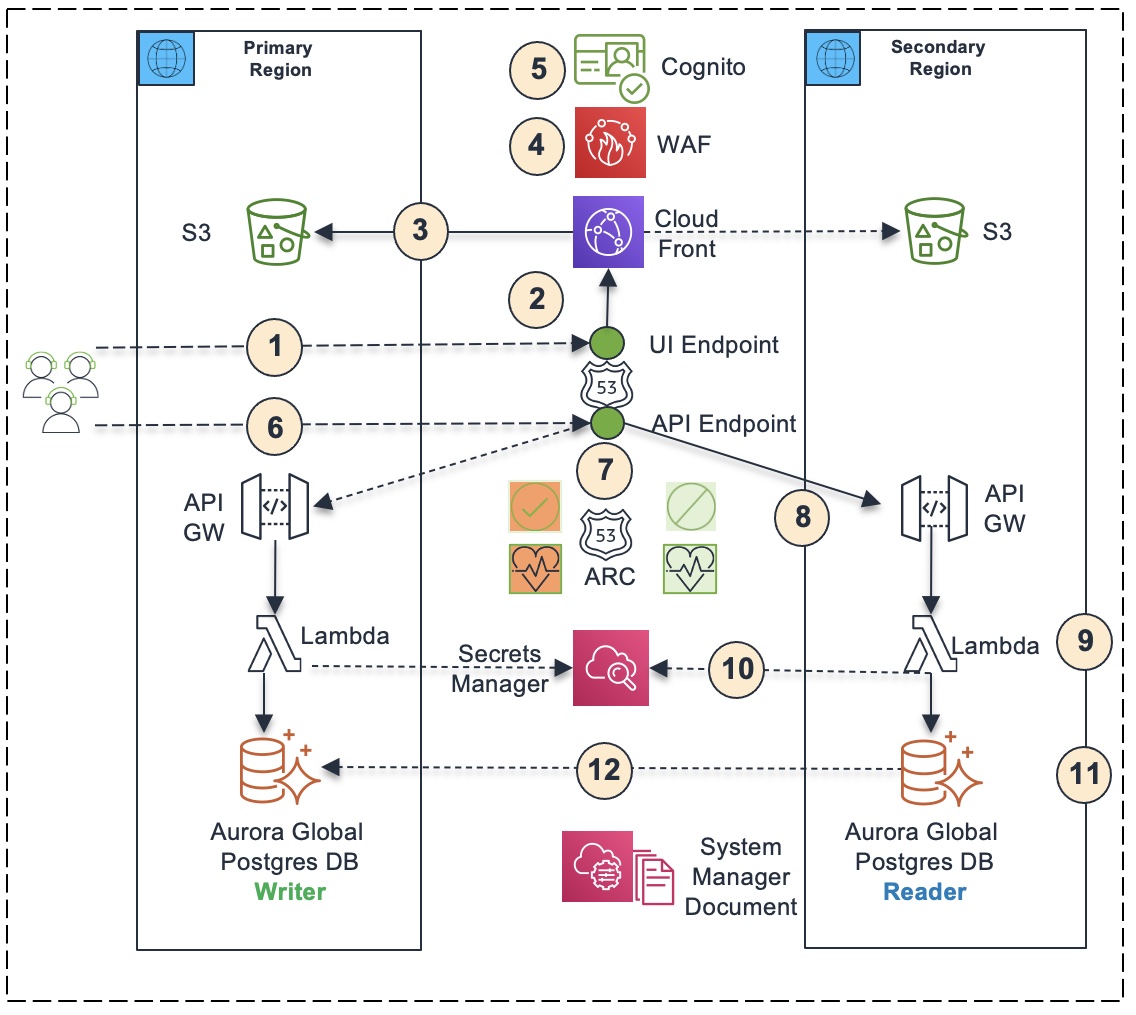 Primary
Region
5
Cognito
Secondary
Region
4
WAF
S3
3
Cloud
Front
S3
2
1
UI Endpoint
53
6
API Endpoint
7
API
GW
</>
8
API
GW
</>
53
ARC
Lambda
Lambda
9
Secrets
Manager
10
12
11
Aurora Global
Postgres DB
Writer
System
Manager
Document
Aurora Global
Postgres DB
Reader